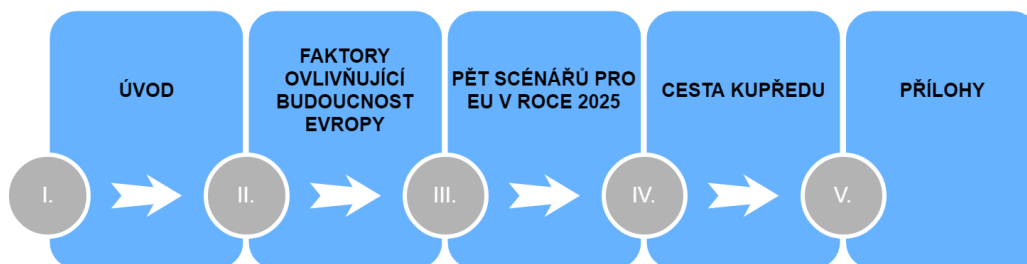 ÚVOD
FAKTORY
OVLIVŇUJÍCÍ
BUDOUCNOST
EVROPY
PĚT SCÉNÁŘŮ PRO
EU V ROCE 2025
CESTA KUPŘEDU
PŘÍLOHY
I.
II.
III.
IV.
V.